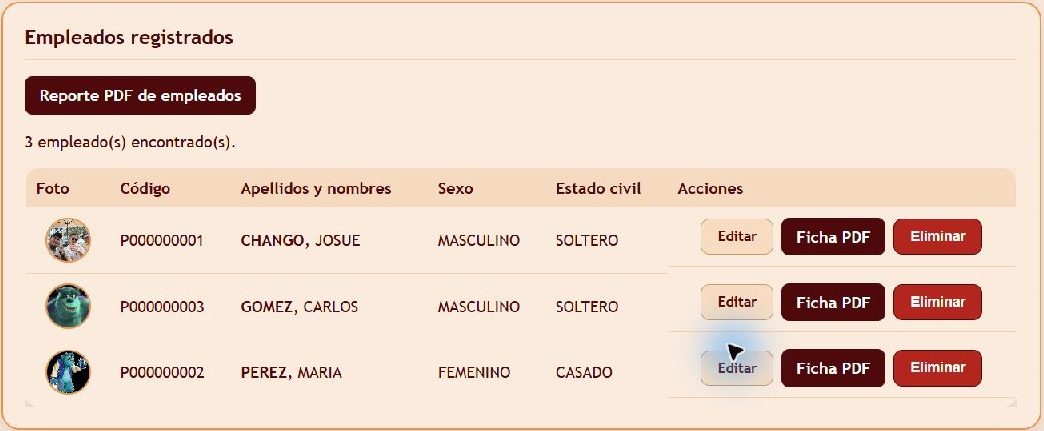 Empleados registrados
Reporte PDF de empleados
3 empleado(s) encontrado(s).
Foto Código Apellidos y nombres Sexo Estado civil Acciones
P000000001 CHANGO, JOSUE MASCULINO SOLTERO Editar Ficha PDF Eliminar
P000000003 GOMEZ, CARLOS MASCULINO SOLTERO Editar Ficha PDF Eliminar
P000000002 PEREZ, MARIA FEMENINO CASADO Editar Ficha PDF Eliminar